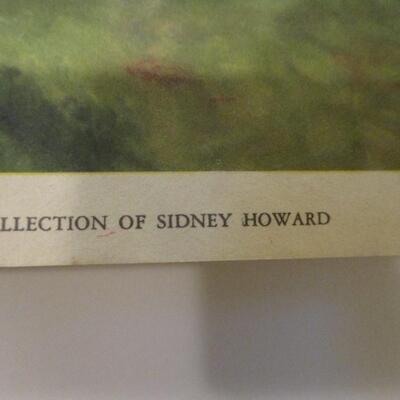 LLECTION OF SIDNEY HOWARD